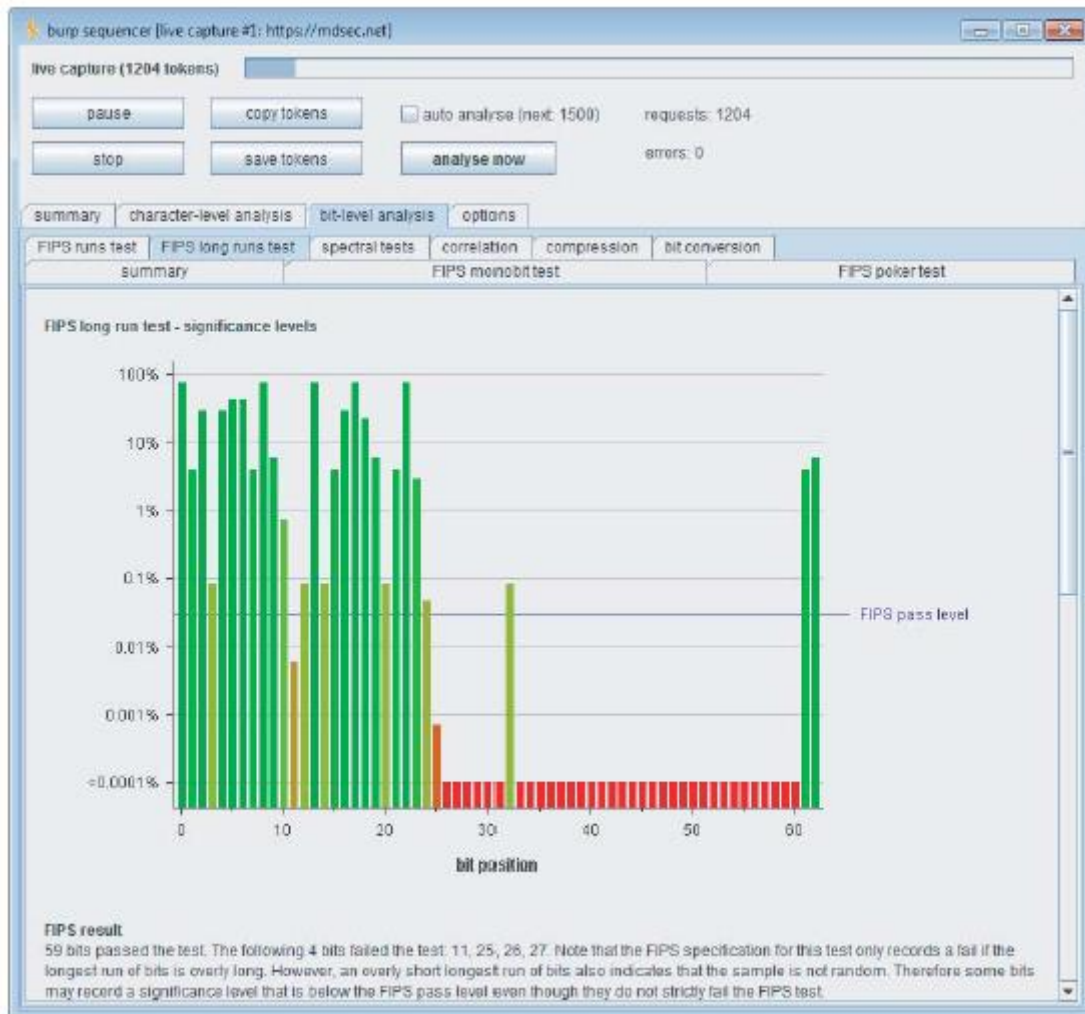 burp sequencer [live capture #1: https://mdsec.net]
live capture (1204 tokens)
pause copy tokens auto analyse (next: 1500) requests: 1204
stop save tokens analyse now errors: 0
summary character-level analysis bit-level analysis options
FIPS runs test FIPS long runs test spectral tests correlation compression bit conversion
summary FIPS monobit test FIPS poker test
FIPS long run test - significance levels
100%
10%
1%
0.1%
FIPS pass level
0.01%
0.001%
<0.0001%
0 10 20 30 40 50 60
bit position
FIPS result
59 bits passed the test. The following 4 bits failed the test: 11, 25, 26, 27. Note that the FIPS specification for this test only records a fail if the
longest run of bits is overly long. However, an overly short longest run of bits also indicates that the sample is not random. Therefore some bits
may record a significance level that is below the FIPS pass level even though they do not strictly fail the FIPS test.